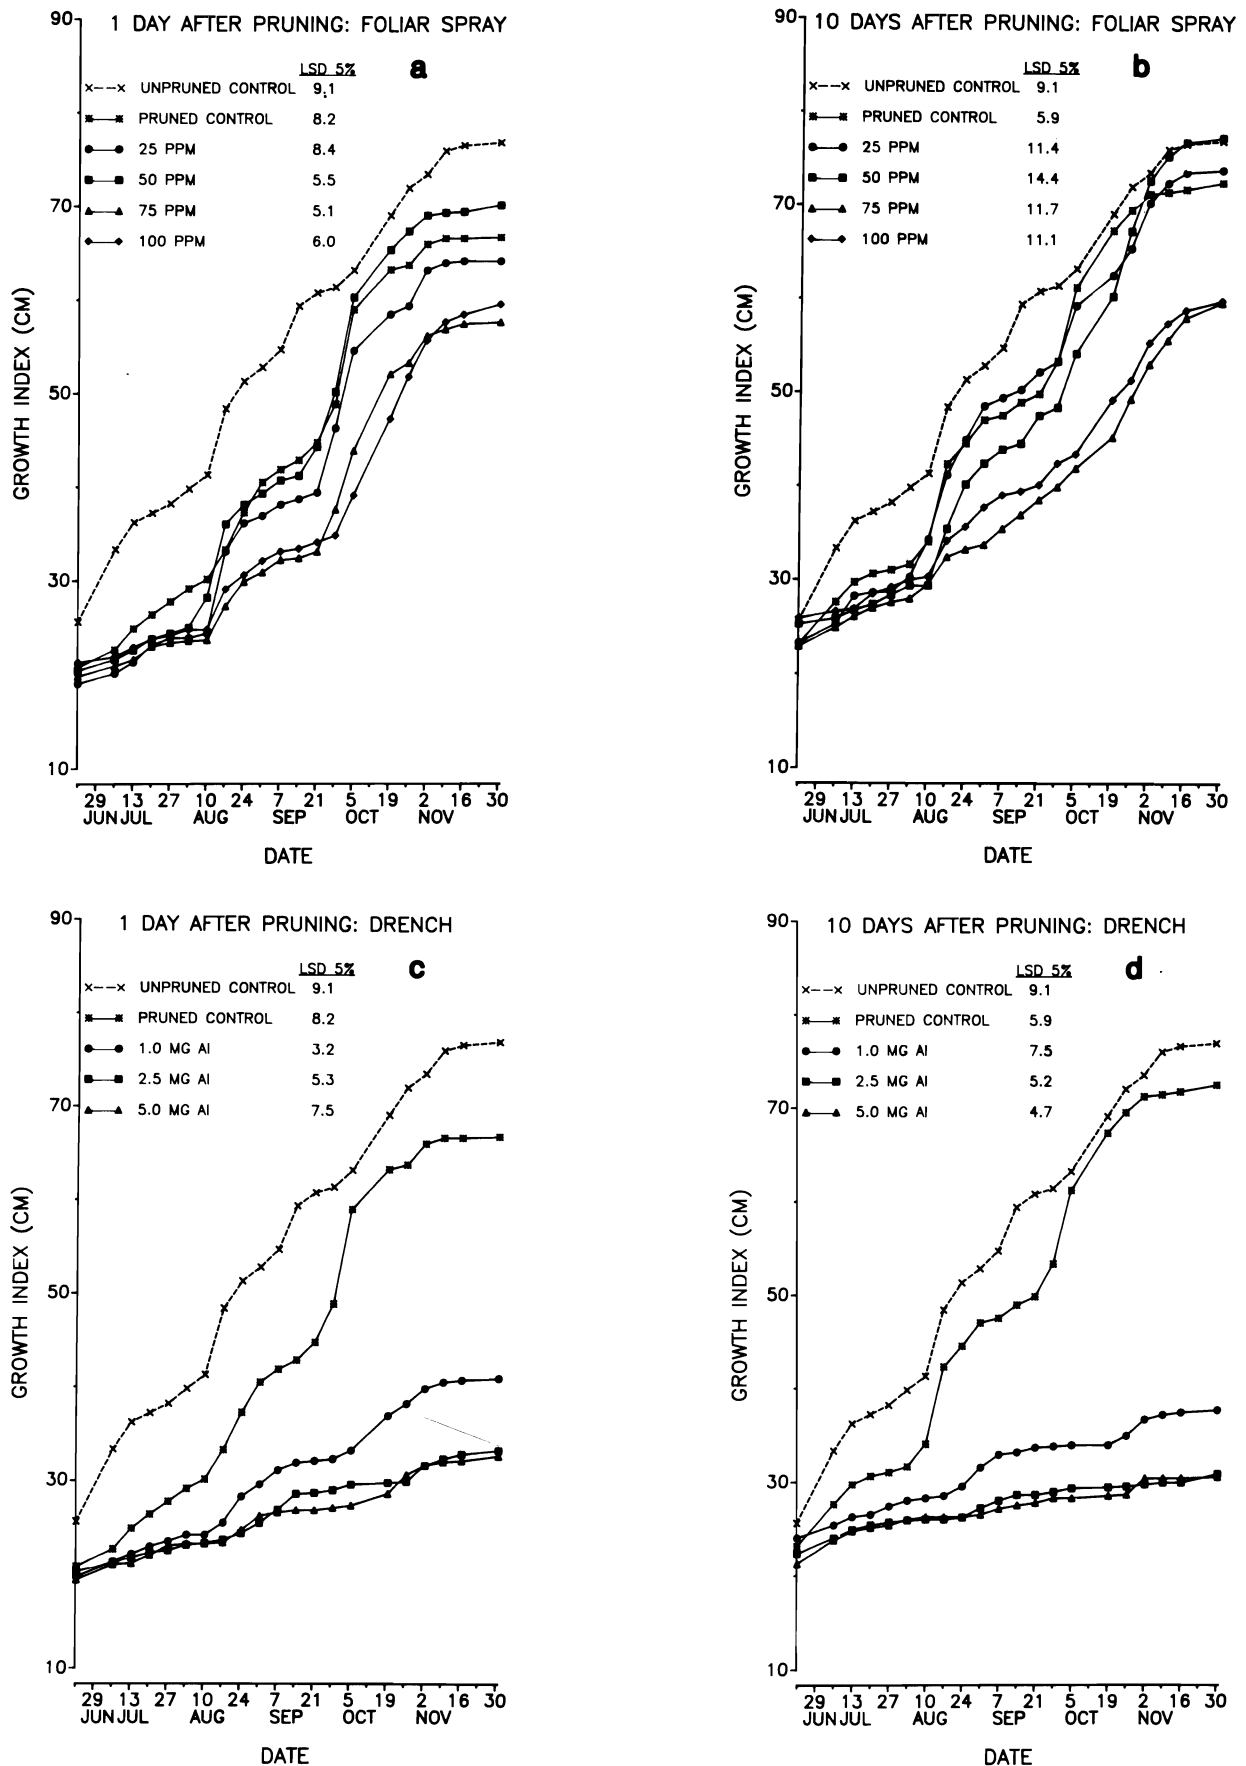 1 DAY AFTER PRUNING: FOLIAR SPRAY
a
LSD 5%
×--× UNPRUNED CONTROL 9.1
PRUNED CONTROL 8.2
25 PPM 8.4
50 PPM 5.5
75 PPM 5.1
100 PPM 6.0
90
70
50
30
10
GROWTH INDEX (CM)
29 13 27 10 24 7 21 5 19 2 16 30
JUN JUL AUG SEP OCT NOV
DATE
10 DAYS AFTER PRUNING: FOLIAR SPRAY
b
LSD 5%
×--× UNPRUNED CONTROL 9.1
PRUNED CONTROL 5.9
25 PPM 11.4
50 PPM 14.4
75 PPM 11.7
100 PPM 11.1
90
70
50
30
10
GROWTH INDEX (CM)
29 13 27 10 24 7 21 5 19 2 16 30
JUN JUL AUG SEP OCT NOV
DATE
1 DAY AFTER PRUNING: DRENCH
c
LSD 5%
×--× UNPRUNED CONTROL 9.1
PRUNED CONTROL 8.2
1.0 MG AI 3.2
2.5 MG AI 5.3
5.0 MG AI 7.5
90
70
50
30
10
GROWTH INDEX (CM)
29 13 27 10 24 7 21 5 19 2 16 30
JUN JUL AUG SEP OCT NOV
DATE
10 DAYS AFTER PRUNING: DRENCH
d
LSD 5%
×--× UNPRUNED CONTROL 9.1
PRUNED CONTROL 5.9
1.0 MG AI 7.5
2.5 MG AI 5.2
5.0 MG AI 4.7
90
70
50
30
10
GROWTH INDEX (CM)
29 13 27 10 24 7 21 5 19 2 16 30
JUN JUL AUG SEP OCT NOV
DATE